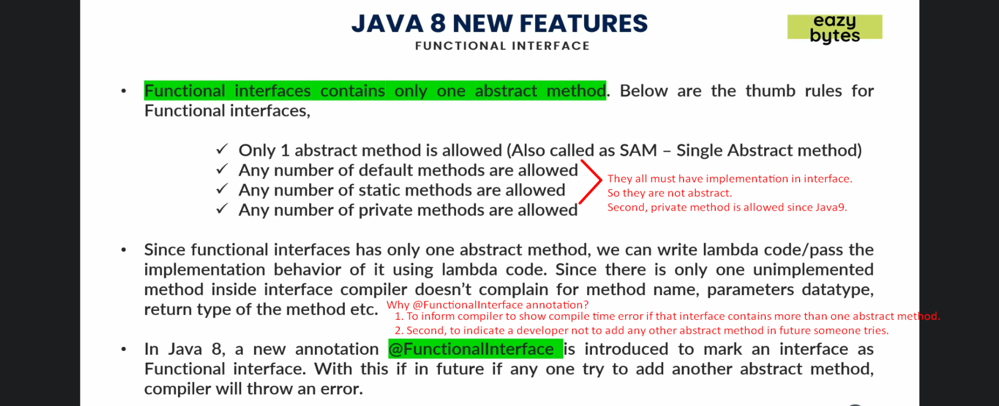 JAVA 8 NEW FEATURES
FUNCTIONAL INTERFACE
eazy
bytes
• Functional interfaces contains only one abstract method. Below are the thumb rules for
Functional interfaces,
✓ Only 1 abstract method is allowed (Also called as SAM – Single Abstract method)
✓ Any number of default methods are allowed
✓ Any number of static methods are allowed
✓ Any number of private methods are allowed
They all must have implementation in interface.
So they are not abstract.
Second, private method is allowed since Java9.
• Since functional interfaces has only one abstract method, we can write lambda code/pass the
implementation behavior of it using lambda code. Since there is only one unimplemented
method inside interface compiler doesn’t complain for method name, parameters datatype,
return type of the method etc.
Why @FunctionalInterface annotation?
1. To inform compiler to show compile time error if that interface contains more than one abstract method.
2. Second, to indicate a developer not to add any other abstract method in future someone tries.
• In Java 8, a new annotation @FunctionalInterface is introduced to mark an interface as
Functional interface. With this if in future if any one try to add another abstract method,
compiler will throw an error.